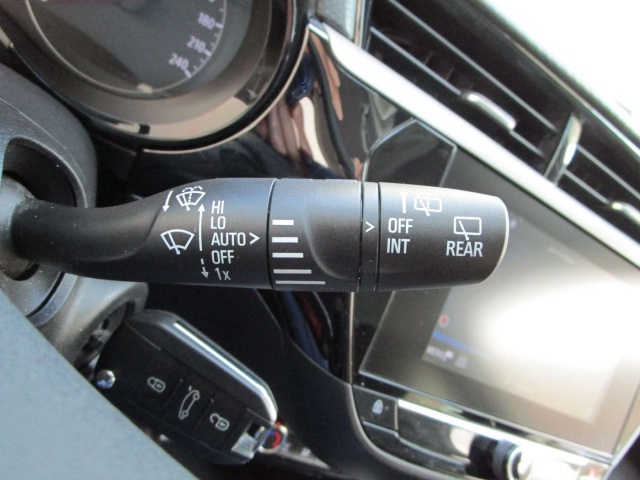 180
210
240
HI
LO
AUTO >
OFF
1x
>
OFF
INT
REAR